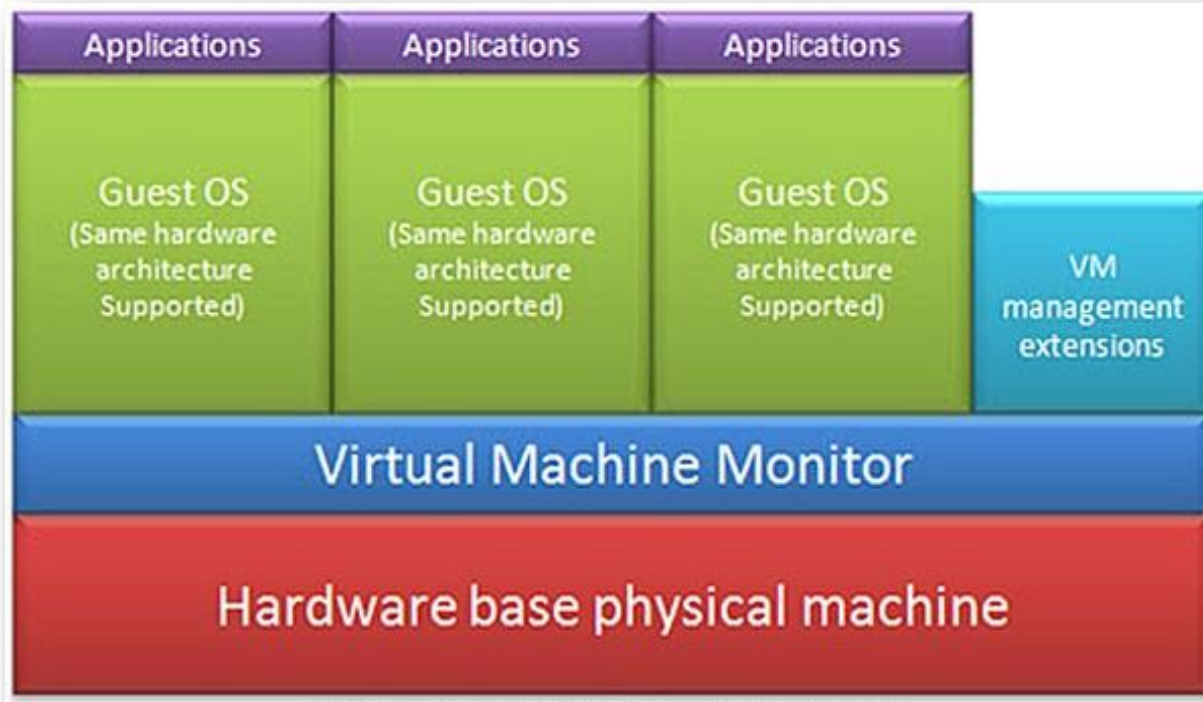 Applications
Applications
Applications
Guest OS
(Same hardware
architecture
Supported)
Guest OS
(Same hardware
architecture
Supported)
Guest OS
(Same hardware
architecture
Supported)
VM
management
extensions
Virtual Machine Monitor
Hardware base physical machine